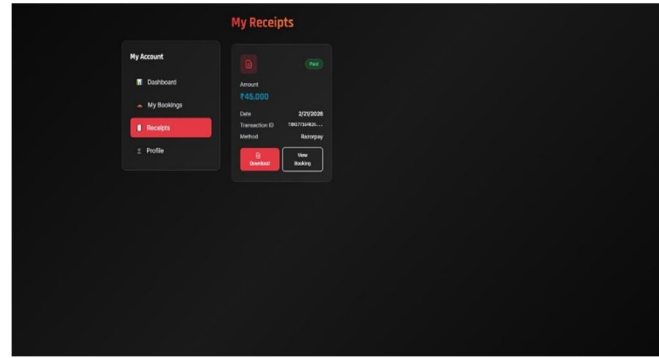 My Receipts
My Account
Dashboard
My Bookings
Receipts
Profile
Paid
Amount
₹45,000
Date 2/21/2026
Transaction ID
Method Razorpay
Download
View
Booking